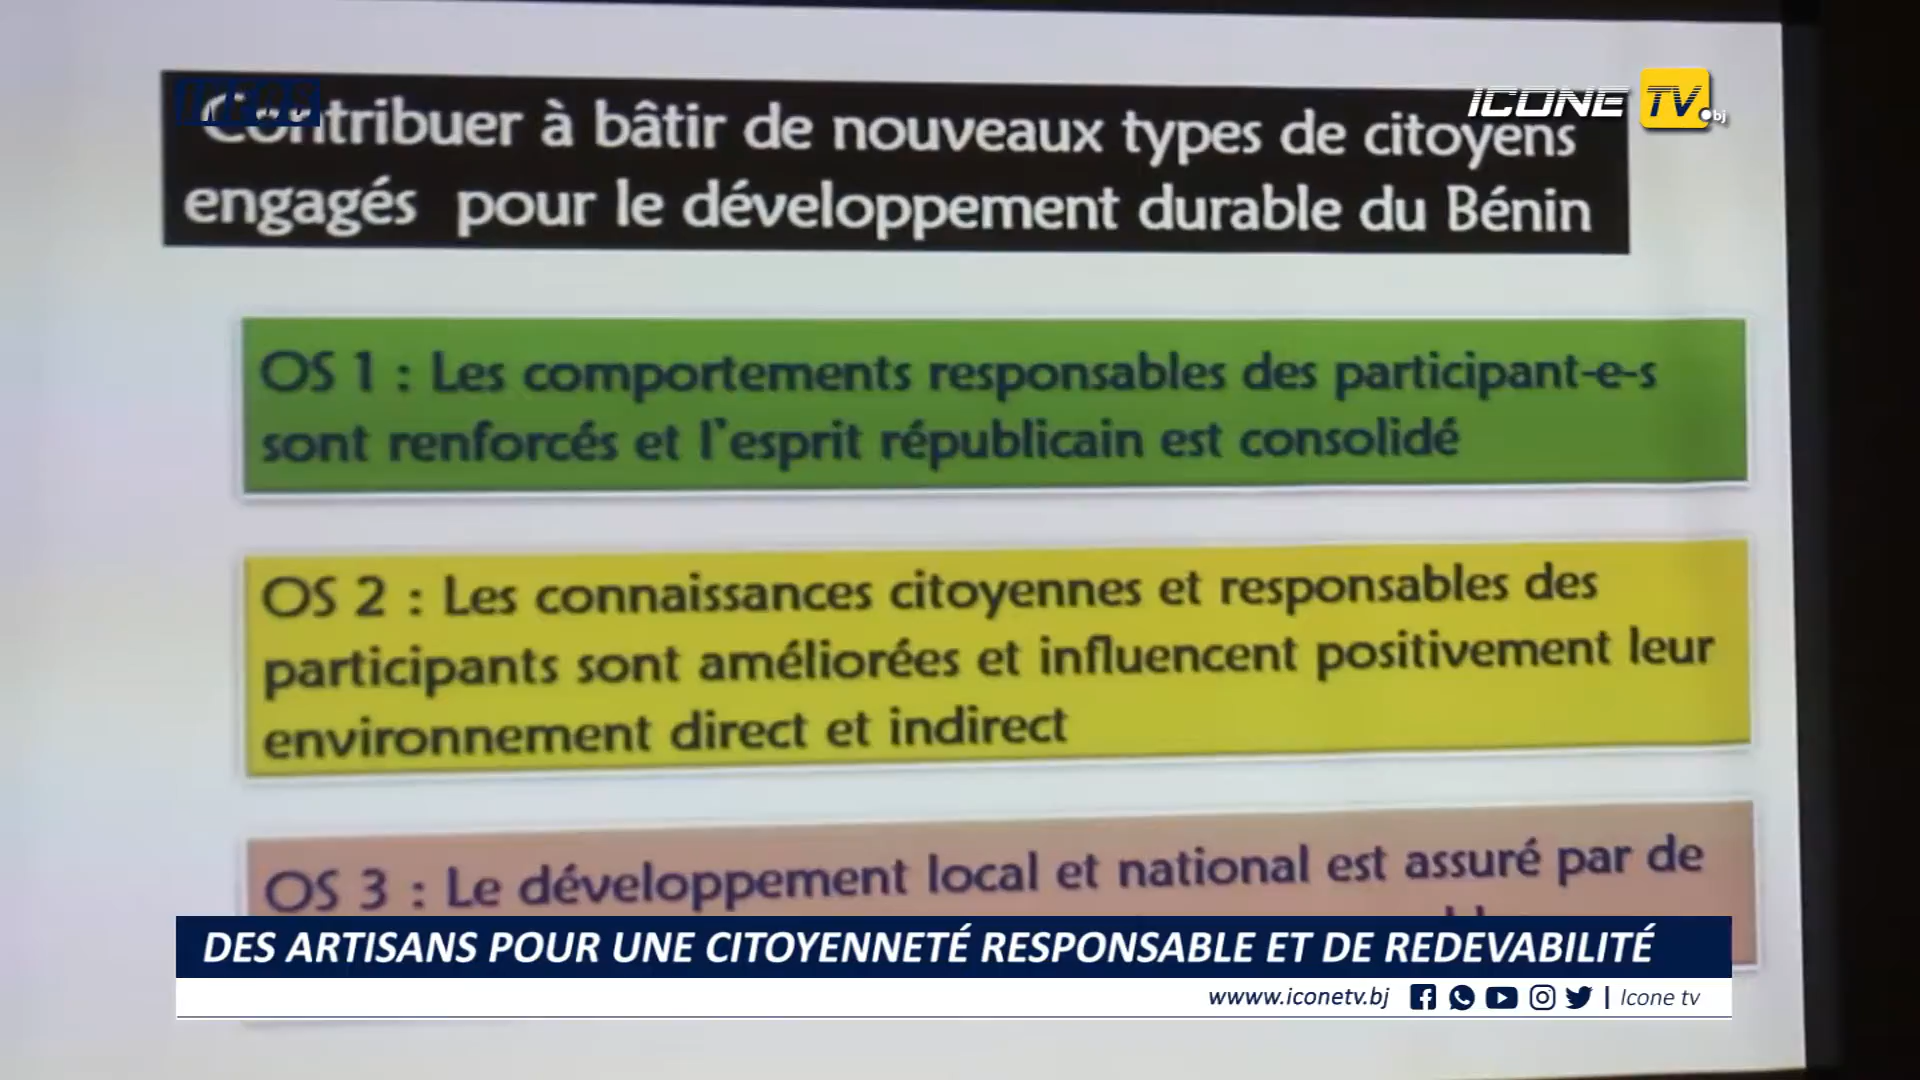 INFOS
ICONE TV.bj
Contribuer à bâtir de nouveaux types de citoyens
engagés pour le développement durable du Bénin
OS 1 : Les comportements responsables des participant-e-s
sont renforcés et l'esprit républicain est consolidé
OS 2 : Les connaissances citoyennes et responsables des
participants sont améliorées et influencent positivement leur
environnement direct et indirect
OS 3 : Le développement local et national est assuré par de
DES ARTISANS POUR UNE CITOYENNETÉ RESPONSABLE ET DE REDEVABILITÉ
wwww.iconetv.bj | Icone tv